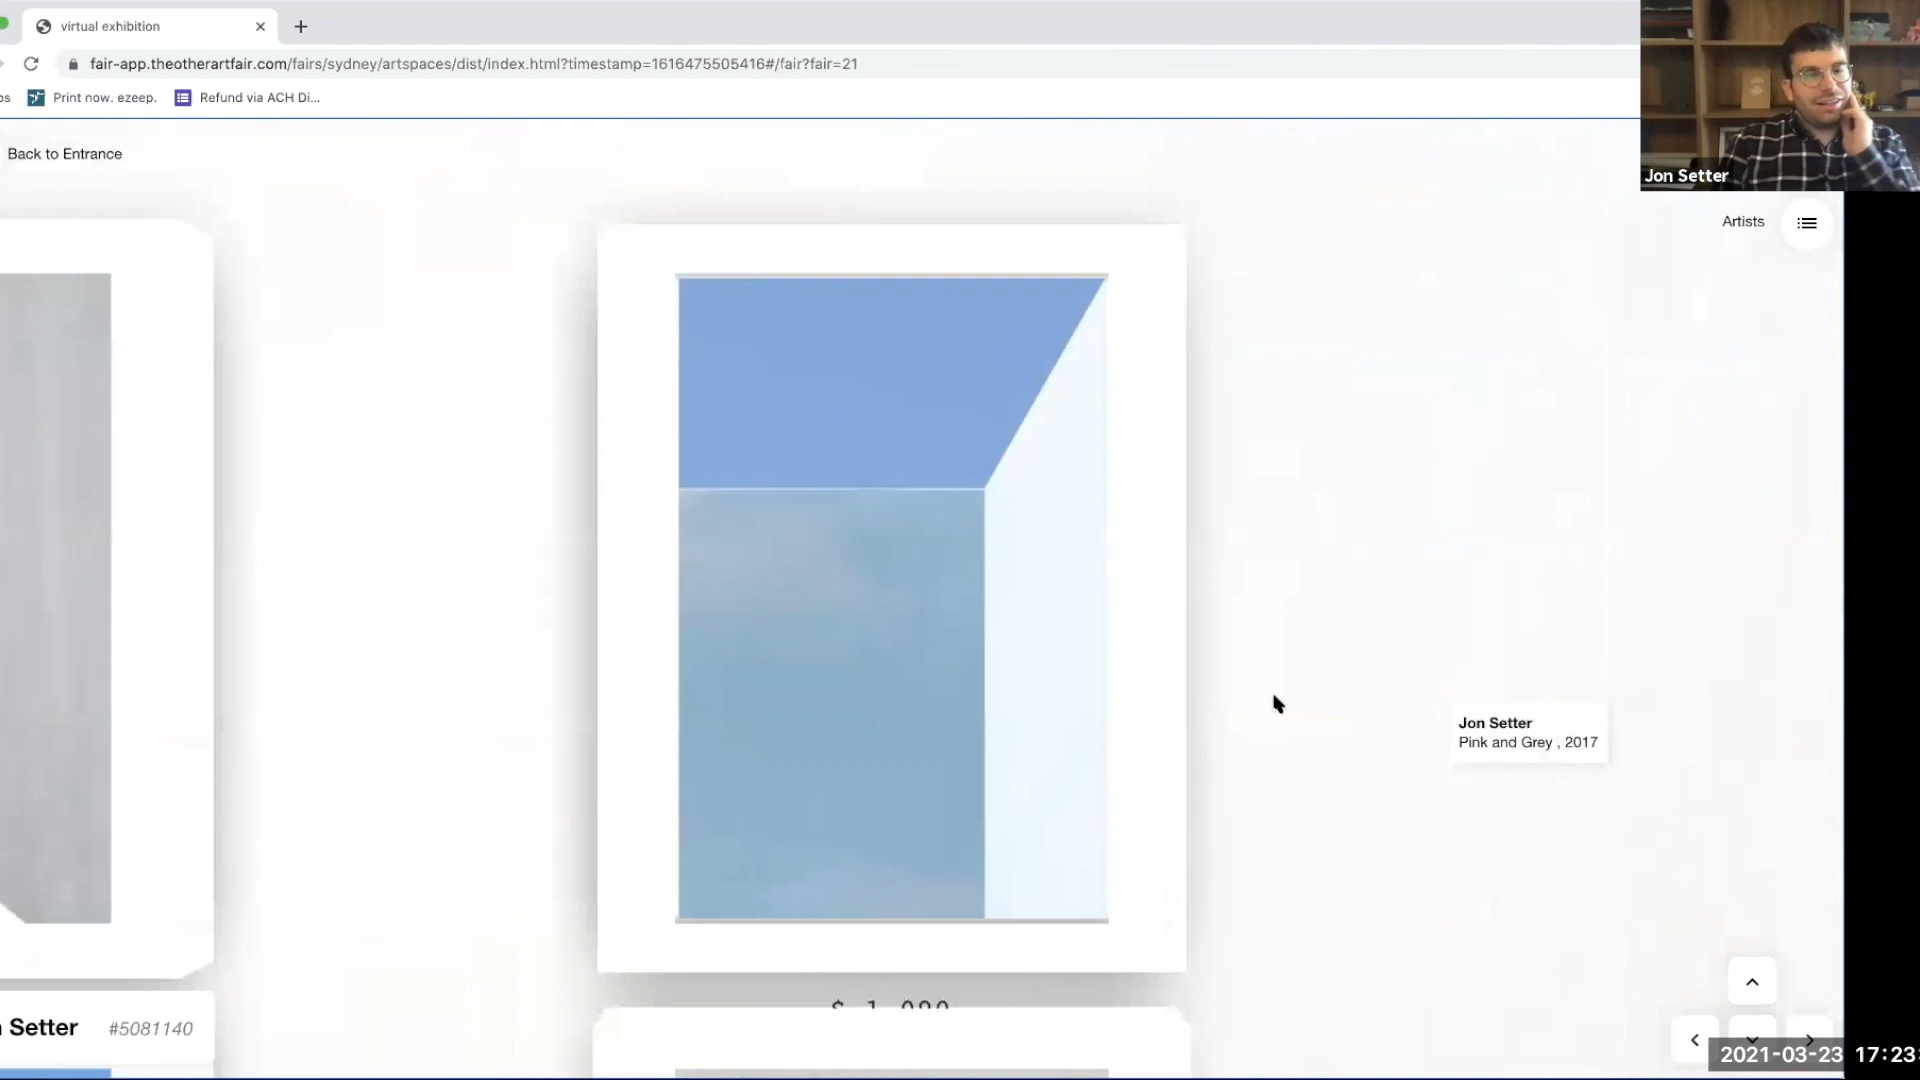 virtual exhibition
fair-app.theotherartfair.com/fairs/sydney/artspaces/dist/index.html?timestamp=1616475505416#/fair?fair=21
Print now. ezeep.
Refund via ACH Di...
Jon Setter
Back to Entrance
Artists
Jon Setter
Pink and Grey , 2017
Setter #5081140
2021-03-23 17:23